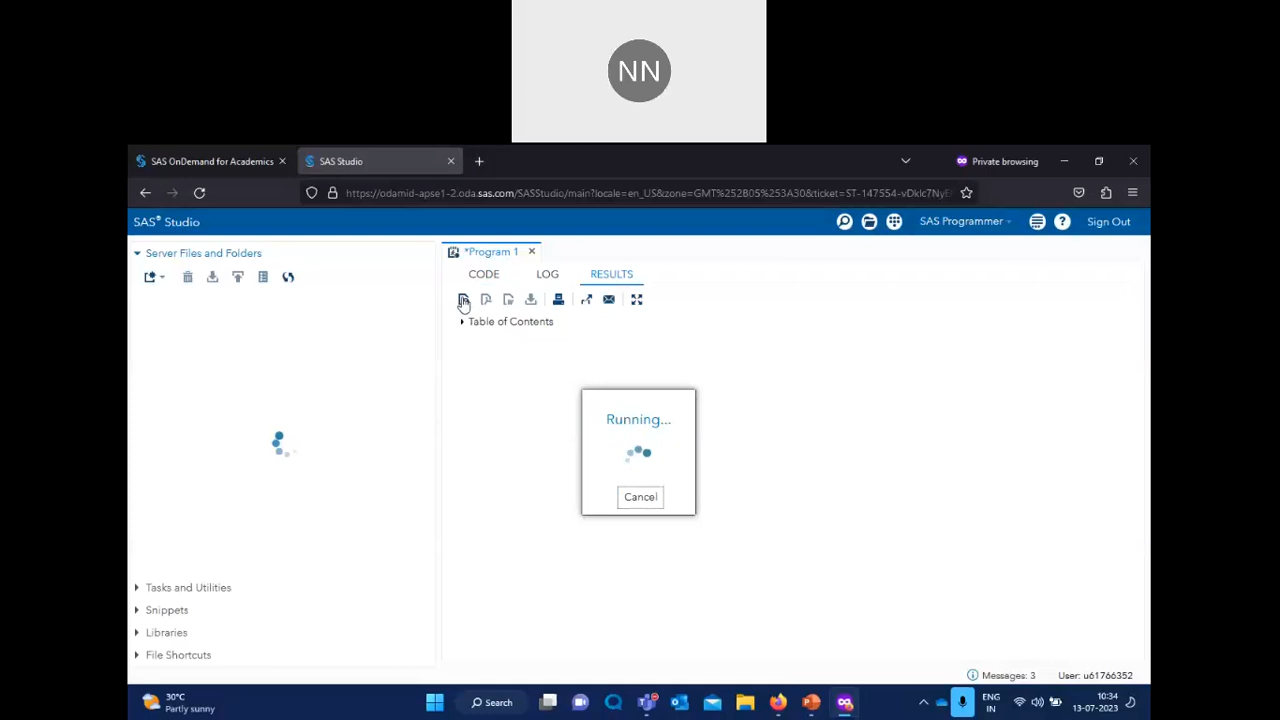 NN
SAS OnDemand for Academics
SAS Studio
Private browsing
https://odamid-apse1-2.oda.sas.com/SASStudio/main?locale=en_US&zone=GMT%252B05%253A30&ticket=ST-147554-vDklc7NyE
SAS® Studio
SAS Programmer
Sign Out
Server Files and Folders
*Program 1
CODE
LOG
RESULTS
Table of Contents
Running...
Cancel
Tasks and Utilities
Snippets
Libraries
File Shortcuts
Messages: 3
User: u61766352
30°C
Partly sunny
Search
ENG
IN
10:34
13-07-2023